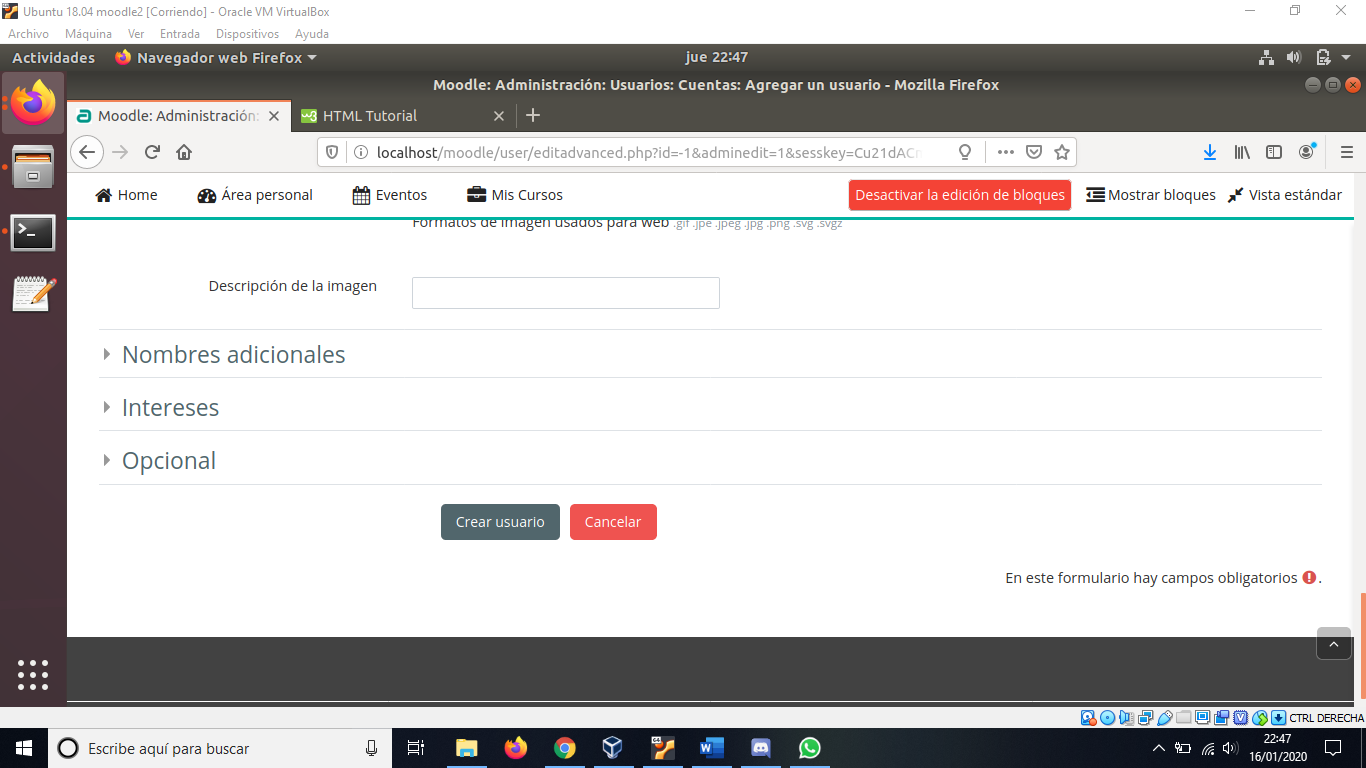 Ubuntu 18.04 moodle2 [Corriendo] - Oracle VM VirtualBox
Archivo Máquina Ver Entrada Dispositivos Ayuda
Actividades Navegador web Firefox jue 22:47
Moodle: Administración: Usuarios: Cuentas: Agregar un usuario - Mozilla Firefox
Moodle: Administración: HTML Tutorial
localhost/moodle/user/editadvanced.php?id=-1&adminedit=1&sesskey=Cu21dACr
Home Área personal Eventos Mis Cursos Desactivar la edición de bloques Mostrar bloques Vista estándar
Formatos de imagen usados para web .gif .jpe .jpeg .jpg .png .svg .svgz
Descripción de la imagen
Nombres adicionales
Intereses
Opcional
Crear usuario Cancelar
En este formulario hay campos obligatorios .
CTRL DERECHA
Escribe aquí para buscar
22:47
16/01/2020